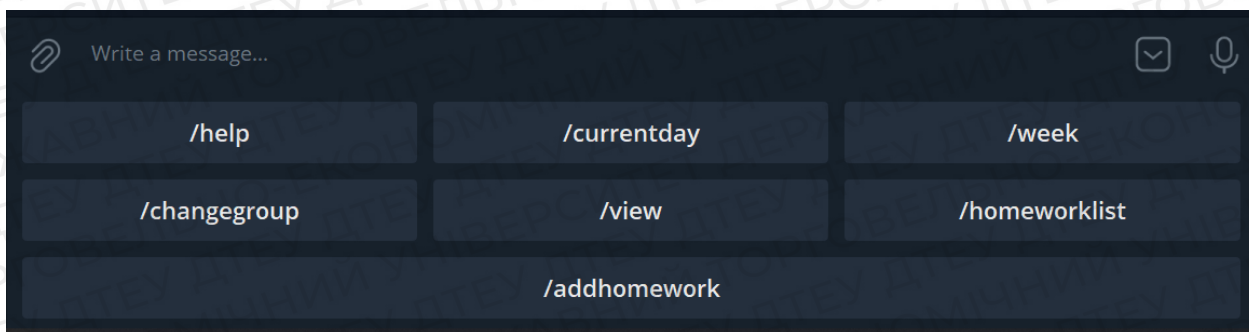 Write a message...
/help /currentday /week
/changegroup /view /homeworklist
/addhomework